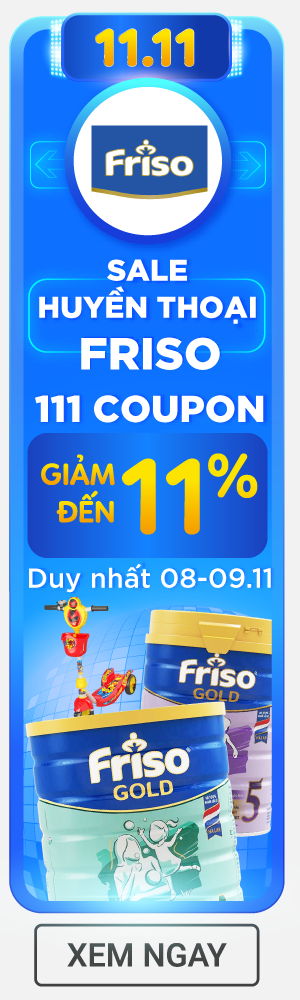 11.11
Friso
SALE
HUYỀN THOẠI
FRISO
111 COUPON
GIẢM
ĐẾN
11%
Duy nhất 08-09.11
Friso
GOLD
5
Friso
GOLD
XEM NGAY